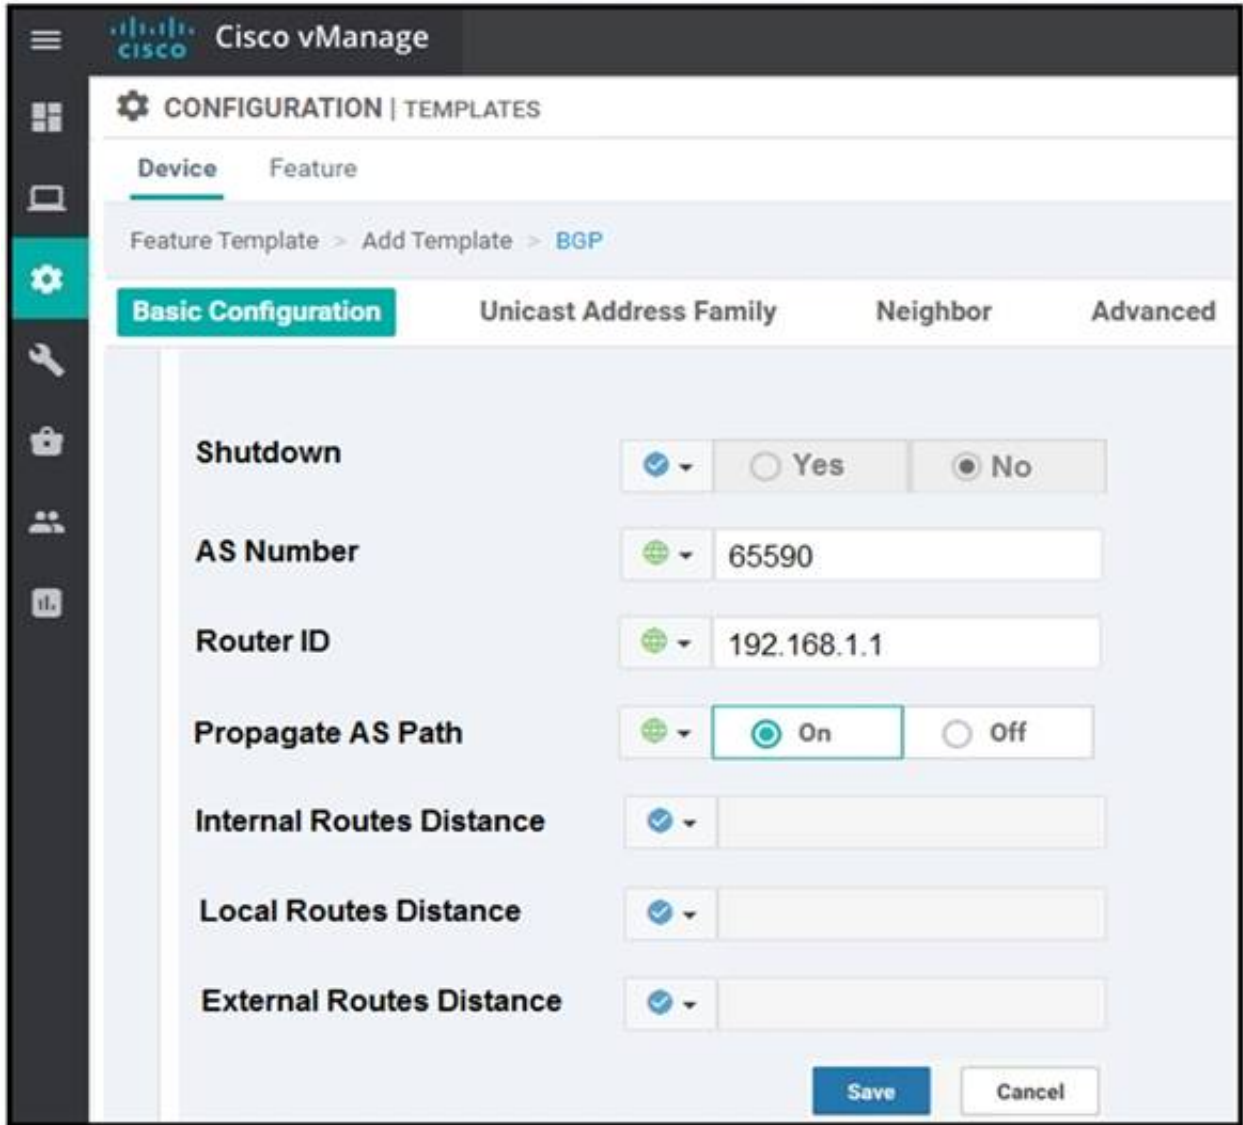 CISCO Cisco vManage
CONFIGURATION | TEMPLATES
Device Feature
Feature Template > Add Template > BGP
Basic Configuration Unicast Address Family Neighbor Advanced
Shutdown Yes No
AS Number 65590
Router ID 192.168.1.1
Propagate AS Path On Off
Internal Routes Distance
Local Routes Distance
External Routes Distance
Save Cancel